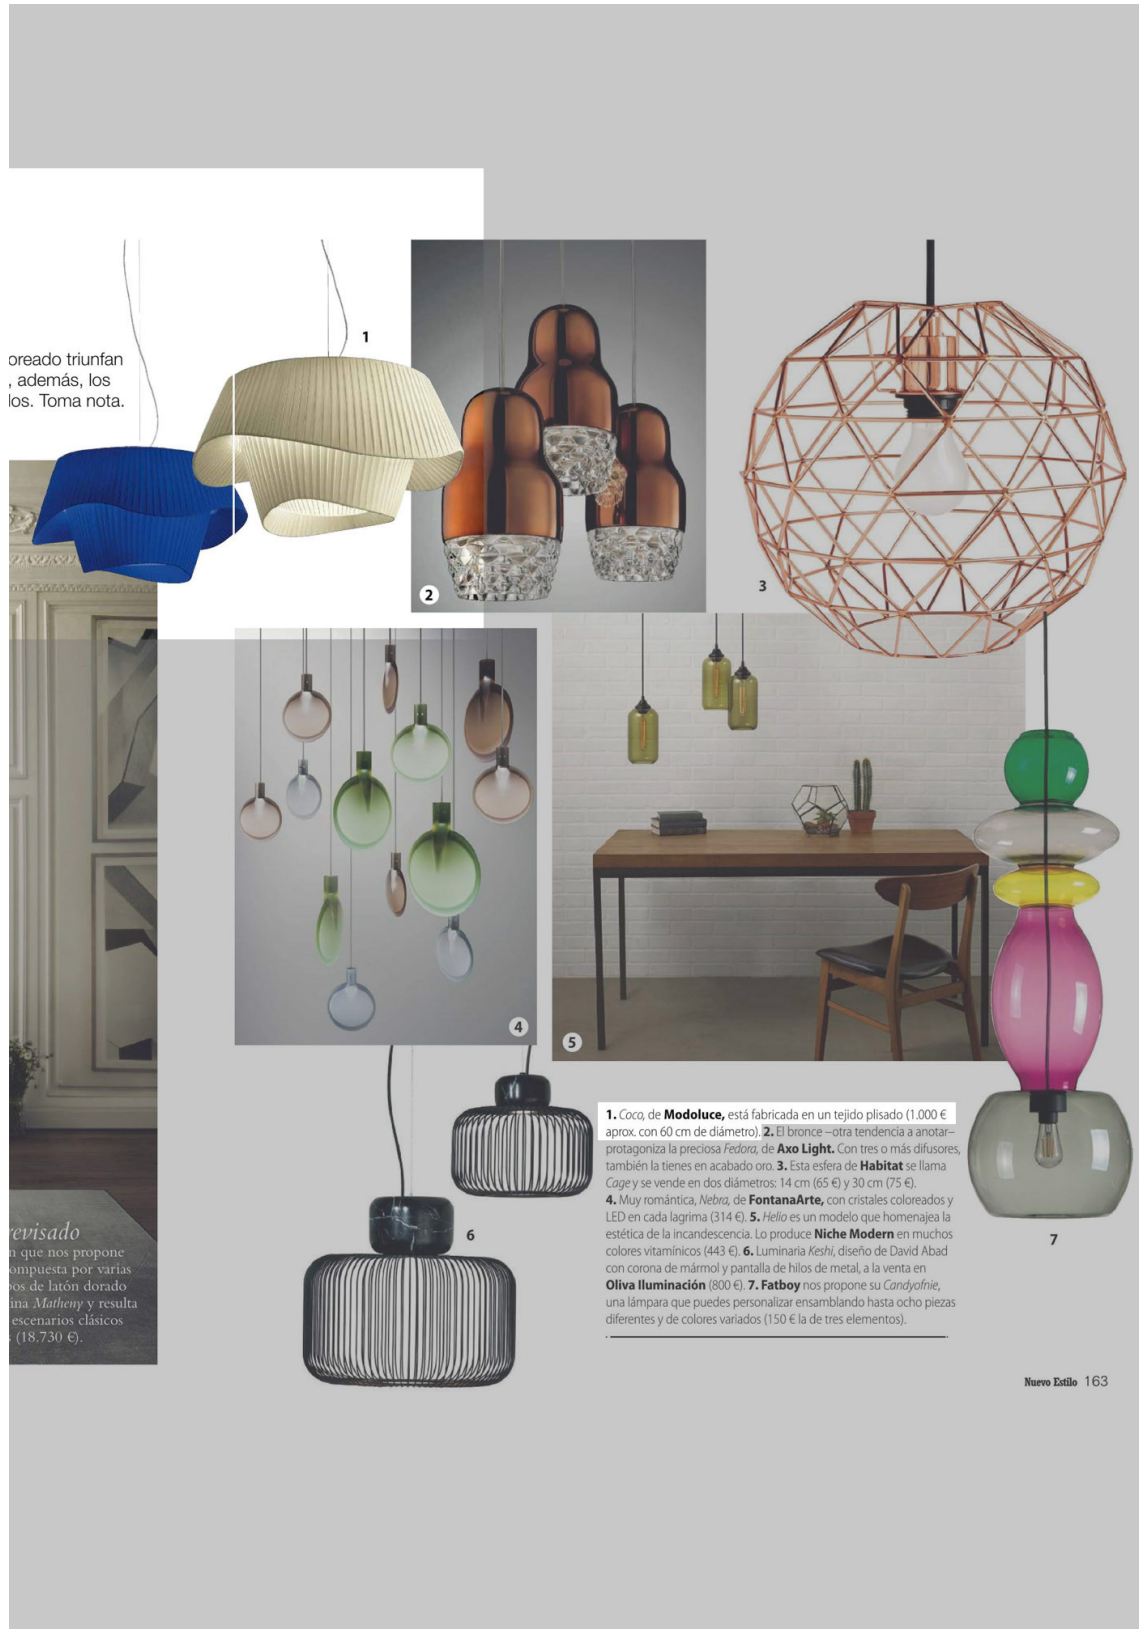 oreado triunfan
, además, los
los. Toma nota.
1
2
3
4
5
6
7
revisado
n que nos propone
ompuesta por varias
os de latón dorado
ina Matheny y resulta
escenarios clásicos
(18.730 €).
1. Coco, de Modoluce, está fabricada en un tejido plisado (1.000 €
aprox. con 60 cm de diámetro). 2. El bronce –otra tendencia a anotar–
protagoniza la preciosa Fedora, de Axo Light. Con tres o más difusores,
también la tienes en acabado oro. 3. Esta esfera de Habitat se llama
Cage y se vende en dos diámetros: 14 cm (65 €) y 30 cm (75 €).
4. Muy romántica, Nebra, de FontanaArte, con cristales coloreados y
LED en cada lagrima (314 €). 5. Helio es un modelo que homenajea la
estética de la incandescencia. Lo produce Niche Modern en muchos
colores vitamínicos (443 €). 6. Luminaria Keshi, diseño de David Abad
con corona de mármol y pantalla de hilos de metal, a la venta en
Oliva Iluminación (800 €). 7. Fatboy nos propone su Candyofnie,
una lámpara que puedes personalizar ensamblando hasta ocho piezas
diferentes y de colores variados (150 € la de tres elementos).
Nuevo Estilo 163